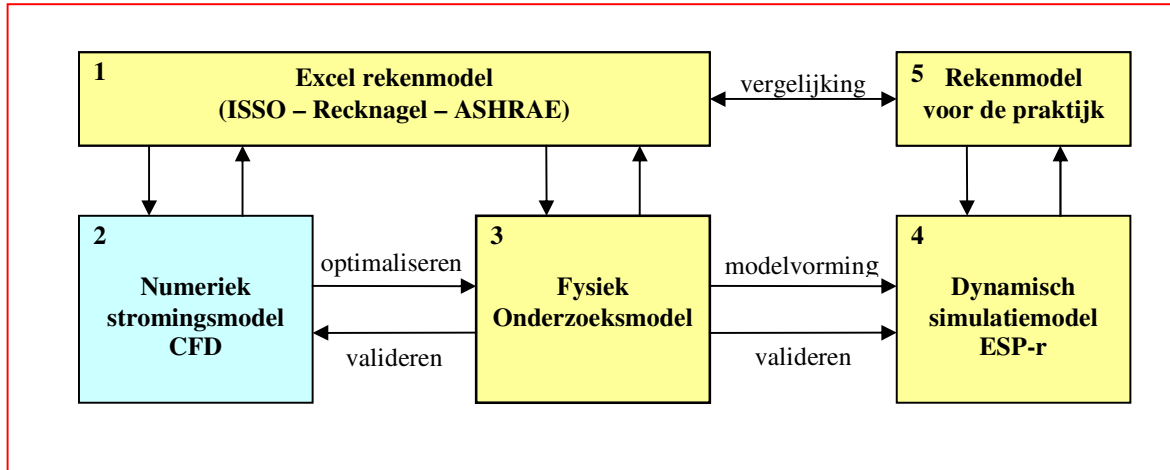 1
Excel rekenmodel
(ISSO – Recknagel – ASHRAE)
vergelijking
5
Rekenmodel
voor de praktijk
2
Numeriek
stromingsmodel
CFD
optimaliseren
valideren
3
Fysiek
Onderzoeksmodel
modelvorming
valideren
4
Dynamisch
simulatiemodel
ESP-r